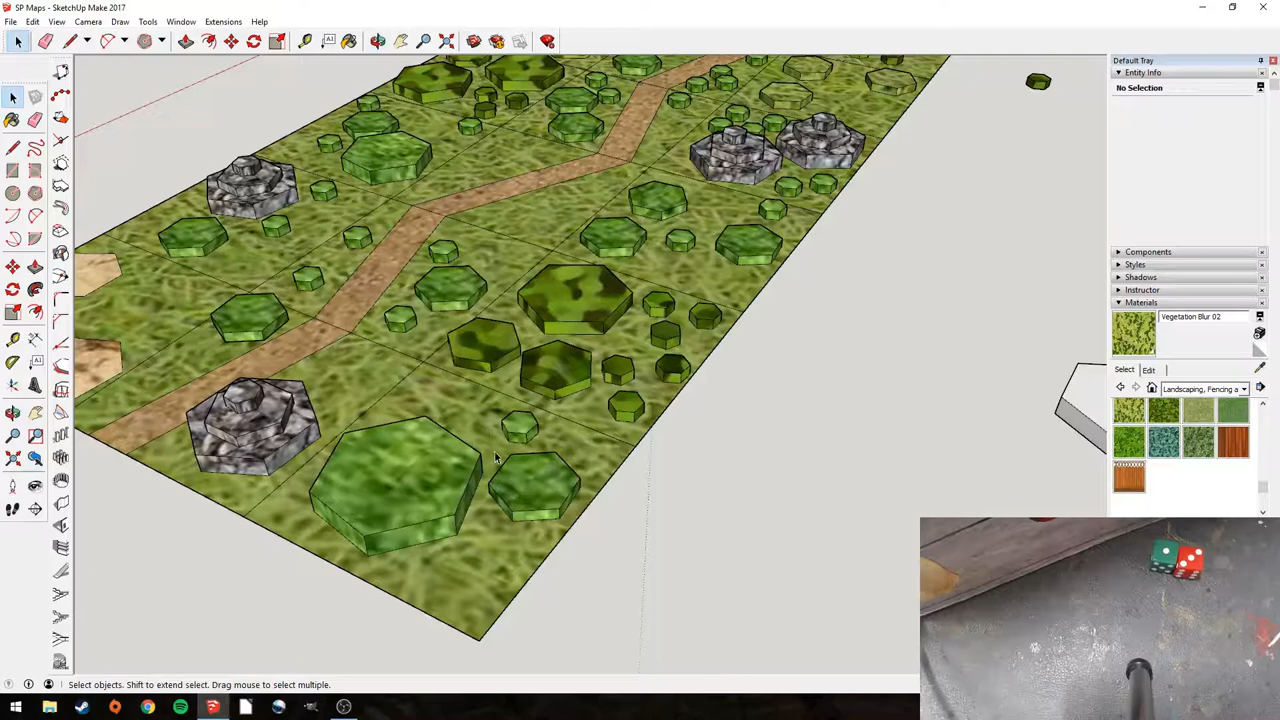 SP Maps - SketchUp Make 2017
File Edit View Camera Draw Tools Window Extensions Help
Default Tray
Entity Info
No Selection
Components
Styles
Shadows
Instructor
Materials
Vegetation Blur 02
Select Edit
Landscaping, Fencing a
Select objects. Shift to extend select. Drag mouse to select multiple.